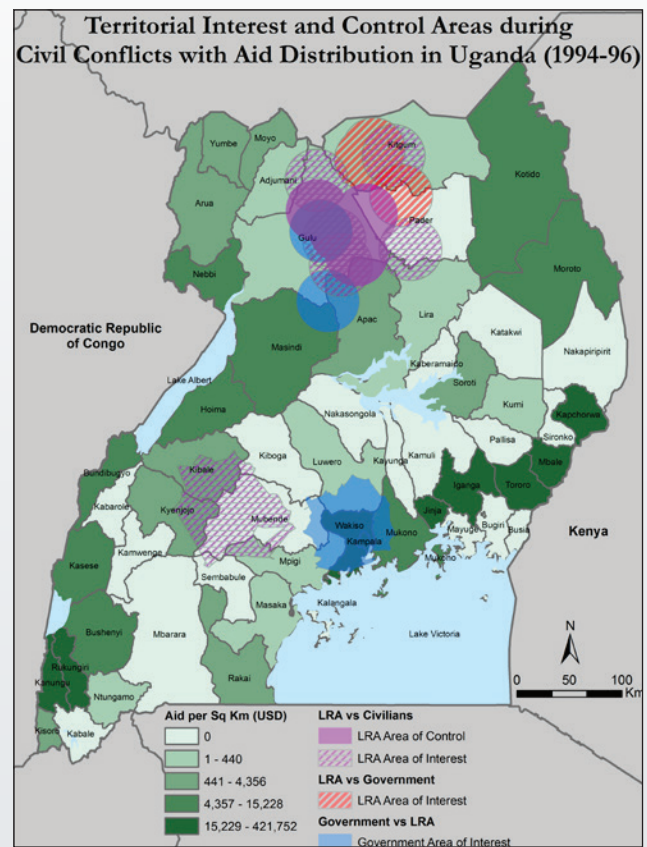 Territorial Interest and Control Areas during
Civil Conflicts with Aid Distribution in Uganda (1994-96)
Yumbe
Moyo
Kitgum
Adjumani
Kotido
Arua
Pader
Gulu
Nebbi
Moroto
Democratic Republic
of Congo
Apac
Lira
Katakwi
Masindi
Kaberamaido
Nakapiripirit
Lake Albert
Soroti
Hoima
Kumi
Kapchorwa
Nakasongola
Pallisa
Sironko
Kiboga
Kamuli
Bundibugyo
Kibale
Luwero
Kayunga
Mbale
Kabarole
Kyenjojo
Iganga
Tororo
Mubende
Wakiso
Jinja
Kampala
Mukono
Mayuge
Bugiri
Busia
Kenya
Kamwenge
Mpigi
Mukono
Kasese
Sembabule
Masaka
Kalangala
Bushenyi
Mbarara
Lake Victoria
N
Rukungiri
Kanungu
Rakai
Ntungamo
0 50 100
Km
Kisoro
Kabale
Aid per Sq Km (USD)
0
1 - 440
441 - 4,356
4,357 - 15,228
15,229 - 421,752
LRA vs Civilians
LRA Area of Control
LRA Area of Interest
LRA vs Government
LRA Area of Interest
Government vs LRA
Government Area of Interest